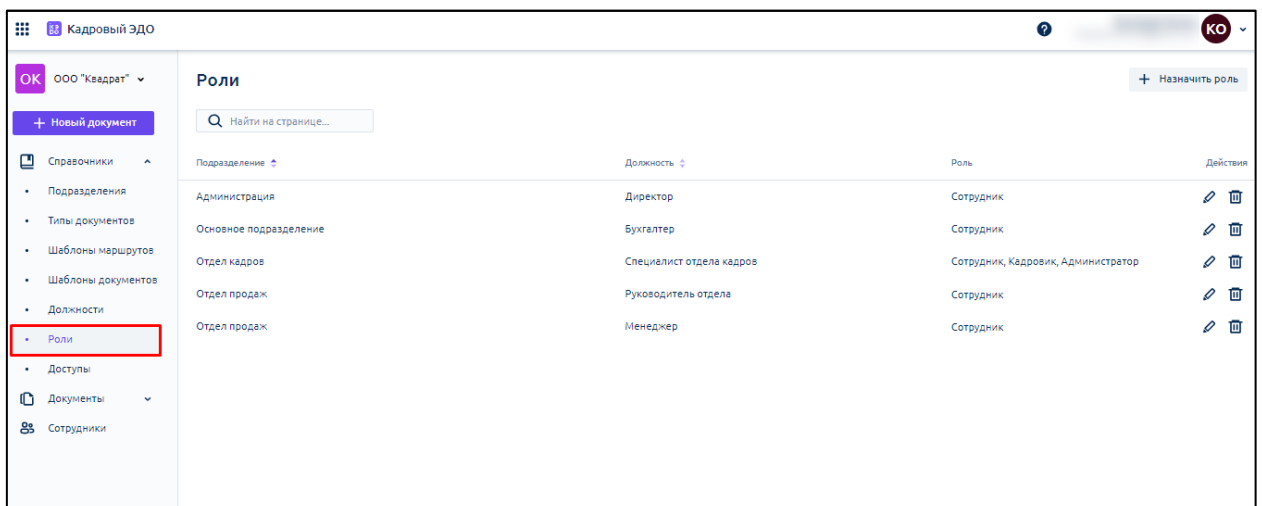 Кадровый ЭДО
КО
ОК ООО "Квадрат"
Роли
+ Назначить роль
+ Новый документ
Найти на странице...
Справочники
Подразделение Должность Роль Действия
Подразделения
Администрация Директор Сотрудник
Типы документов
Основное подразделение Бухгалтер Сотрудник
Шаблоны маршрутов
Отдел кадров Специалист отдела кадров Сотрудник, Кадровик, Администратор
Шаблоны документов
Отдел продаж Руководитель отдела Сотрудник
Должности
Отдел продаж Менеджер Сотрудник
Роли
Доступы
Документы
Сотрудники